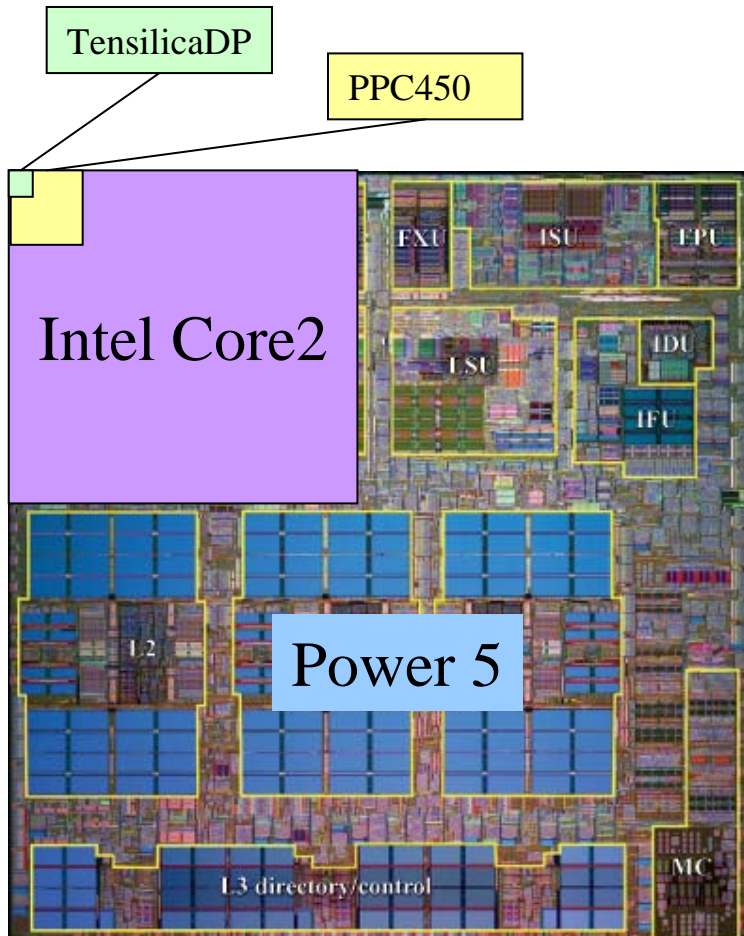 TensilicaDP
PPC450
FXU
ISU
FPU
Intel Core2
LSU
IDU
IFU
L2
Power 5
L3 directory/control
MC